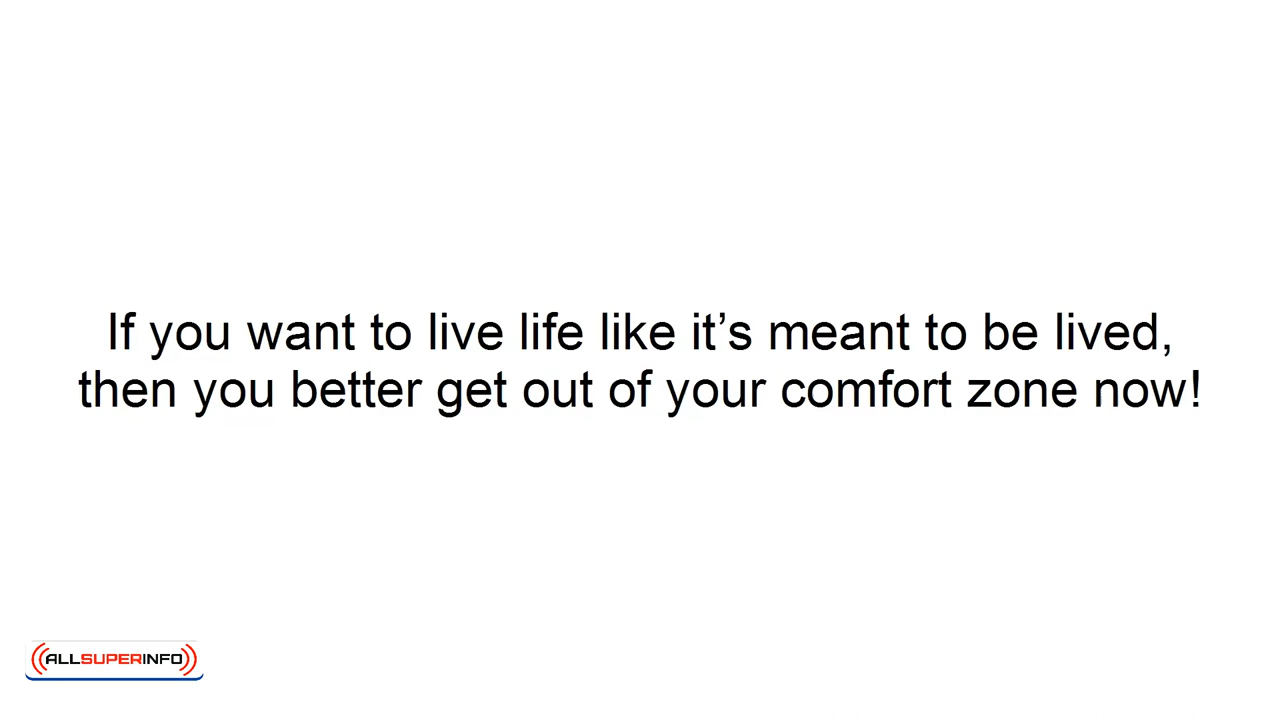 If you want to live life like it’s meant to be lived,
then you better get out of your comfort zone now!
ALLSUPERINFO